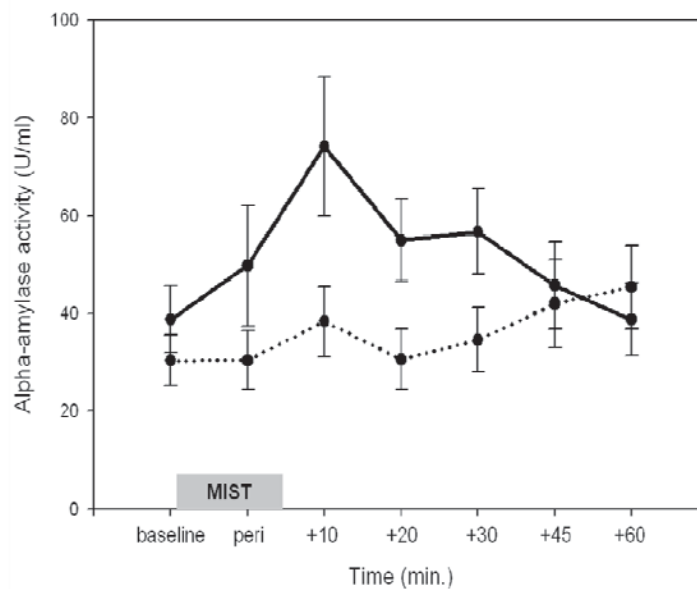 Alpha-amylase activity (U/ml)
100
80
60
40
20
0
MIST
baseline peri +10 +20 +30 +45 +60
Time (min.)